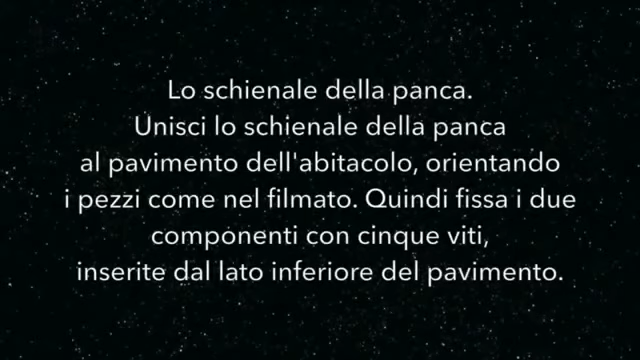 Lo schienale della panca.
Unisci lo schienale della panca
al pavimento dell'abitacolo, orientando
i pezzi come nel filmato. Quindi fissa i due
componenti con cinque viti,
inserite dal lato inferiore del pavimento.